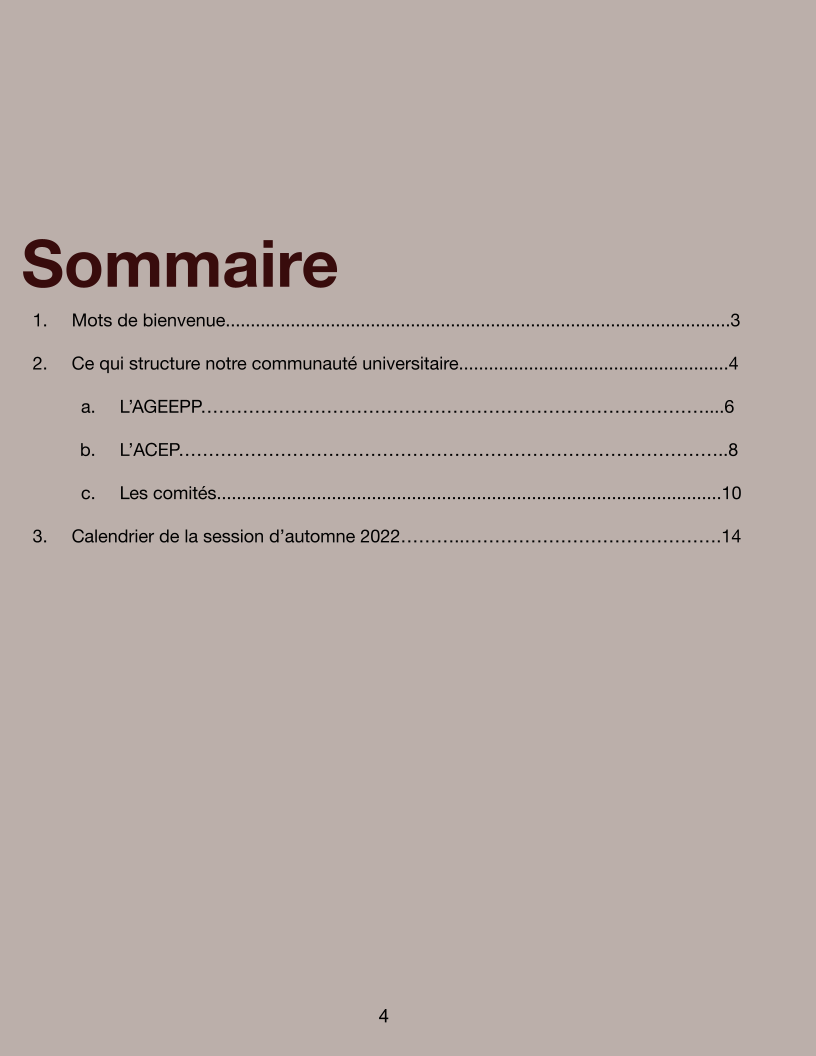 Sommaire
1. Mots de bienvenue.....................................................................................................3
2. Ce qui structure notre communauté universitaire......................................................4
a. L’AGEEPP…………………………………………………………………………....6
b. L’ACEP………………………………………………………………………………..8
c. Les comités.....................................................................................................10
3. Calendrier de la session d’automne 2022………..…………………………………….14
4